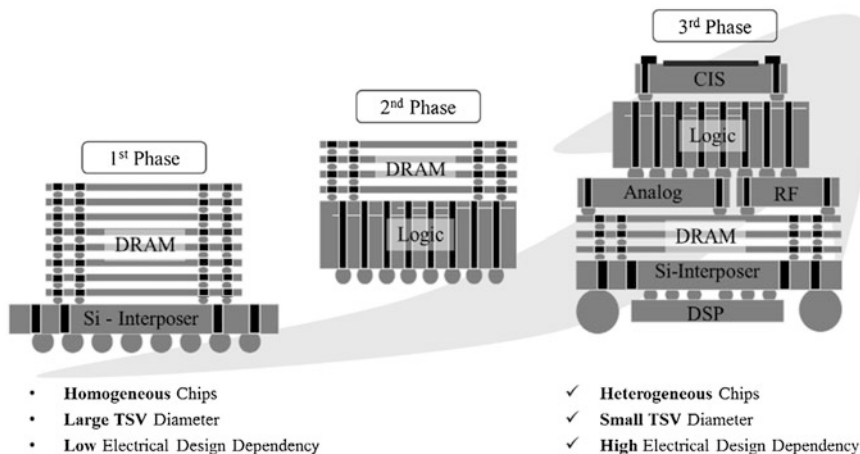 1st Phase
DRAM
Si - Interposer
2nd Phase
DRAM
Logic
3rd Phase
CIS
Logic
Analog
RF
DRAM
Si-Interposer
DSP
• Homogeneous Chips
• Large TSV Diameter
• Low Electrical Design Dependency
✓ Heterogeneous Chips
✓ Small TSV Diameter
✓ High Electrical Design Dependency